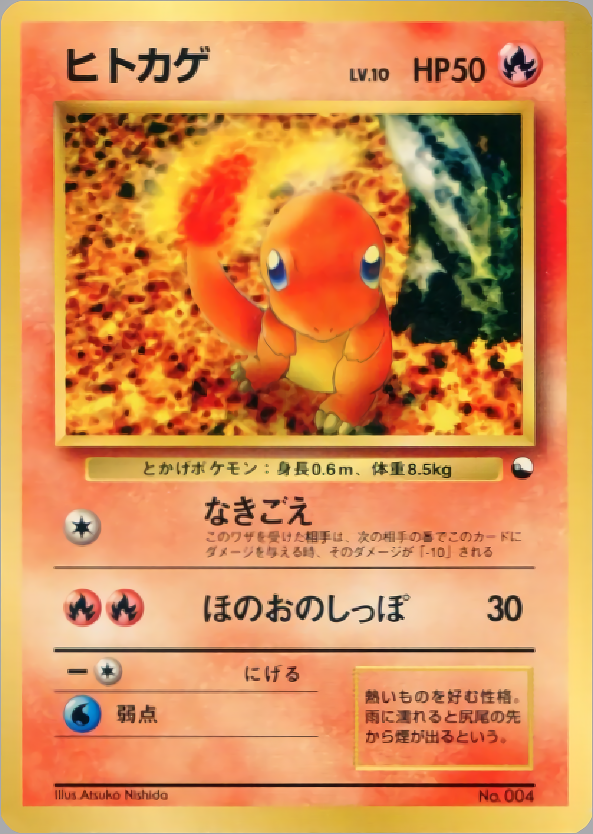 ヒトカゲ LV.10 HP50
とかげポケモン：身長0.6m、体重8.5kg
なきごえ
このワザを受けた相手は、次の相手の番でこのカードに
ダメージを与える時、そのダメージが「-10」される
ほのおのしっぽ 30
ー にげる
弱点
熱いものを好む性格。
雨に濡れると尻尾の先
から煙が出るという。
Illus.Atsuko Nishida No.004